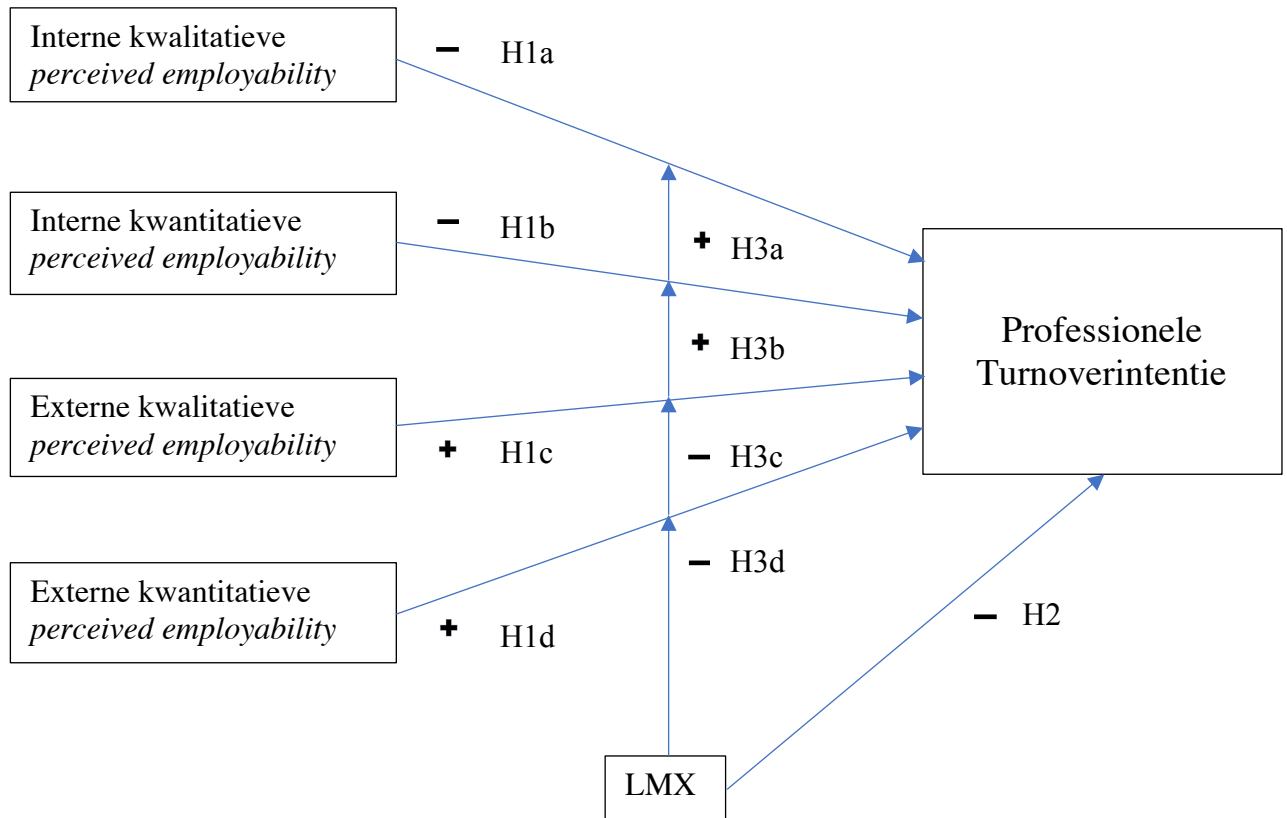 Interne kwalitatieve
perceived employability
− H1a
Interne kwantitatieve
perceived employability
− H1b
+ H3a
Professionele
Turnoverintentie
+ H3b
Externe kwalitatieve
perceived employability
+ H1c
− H3c
Externe kwantitatieve
perceived employability
+ H1d
− H3d
− H2
LMX